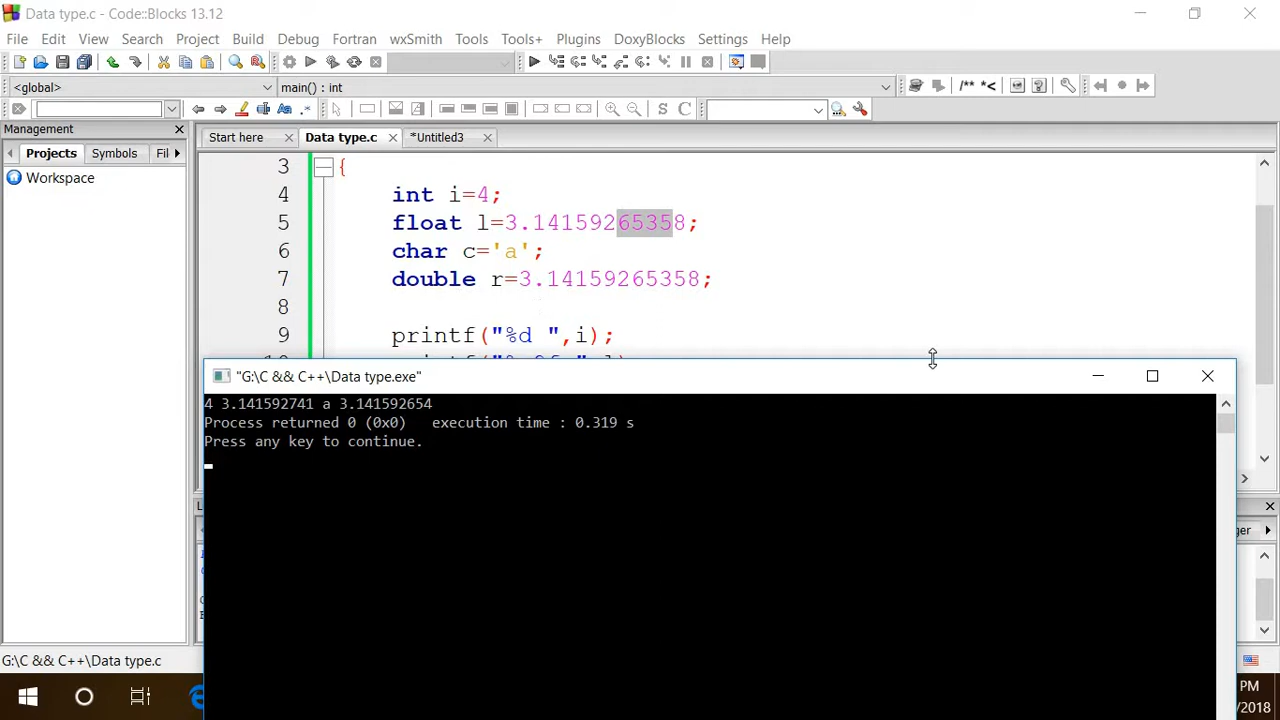 Data type.c - Code::Blocks 13.12
File Edit View Search Project Build Debug Fortran wxSmith Tools Tools+ Plugins DoxyBlocks Settings Help
<global> main() : int
/** *<
S C
Management
Start here Data type.c *Untitled3
Projects Symbols Fil
Workspace
3 {
4 int i=4;
5 float l=3.14159265358;
6 char c='a';
7 double r=3.14159265358;
8
9 printf("%d ",i);
"G:\C && C++\Data type.exe"
4 3.141592741 a 3.141592654
Process returned 0 (0x0) execution time : 0.319 s
Press any key to continue.
ger
G:\C && C++\Data type.c
PM
/2018